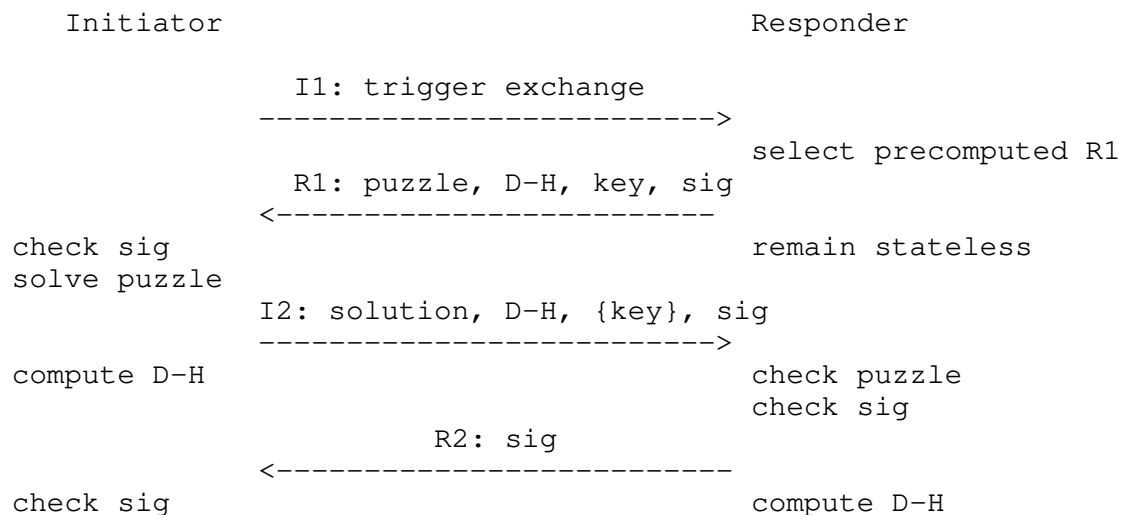 Initiator Responder
I1: trigger exchange
-------------------------->
select precomputed R1
R1: puzzle, D-H, key, sig
<-------------------------
check sig remain stateless
solve puzzle
I2: solution, D-H, {key}, sig
-------------------------->
compute D-H check puzzle
check sig
R2: sig
<--------------------------
check sig compute D-H